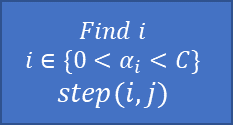 Find i
i ∈ {0 < αᵢ < C}
step(i, j)